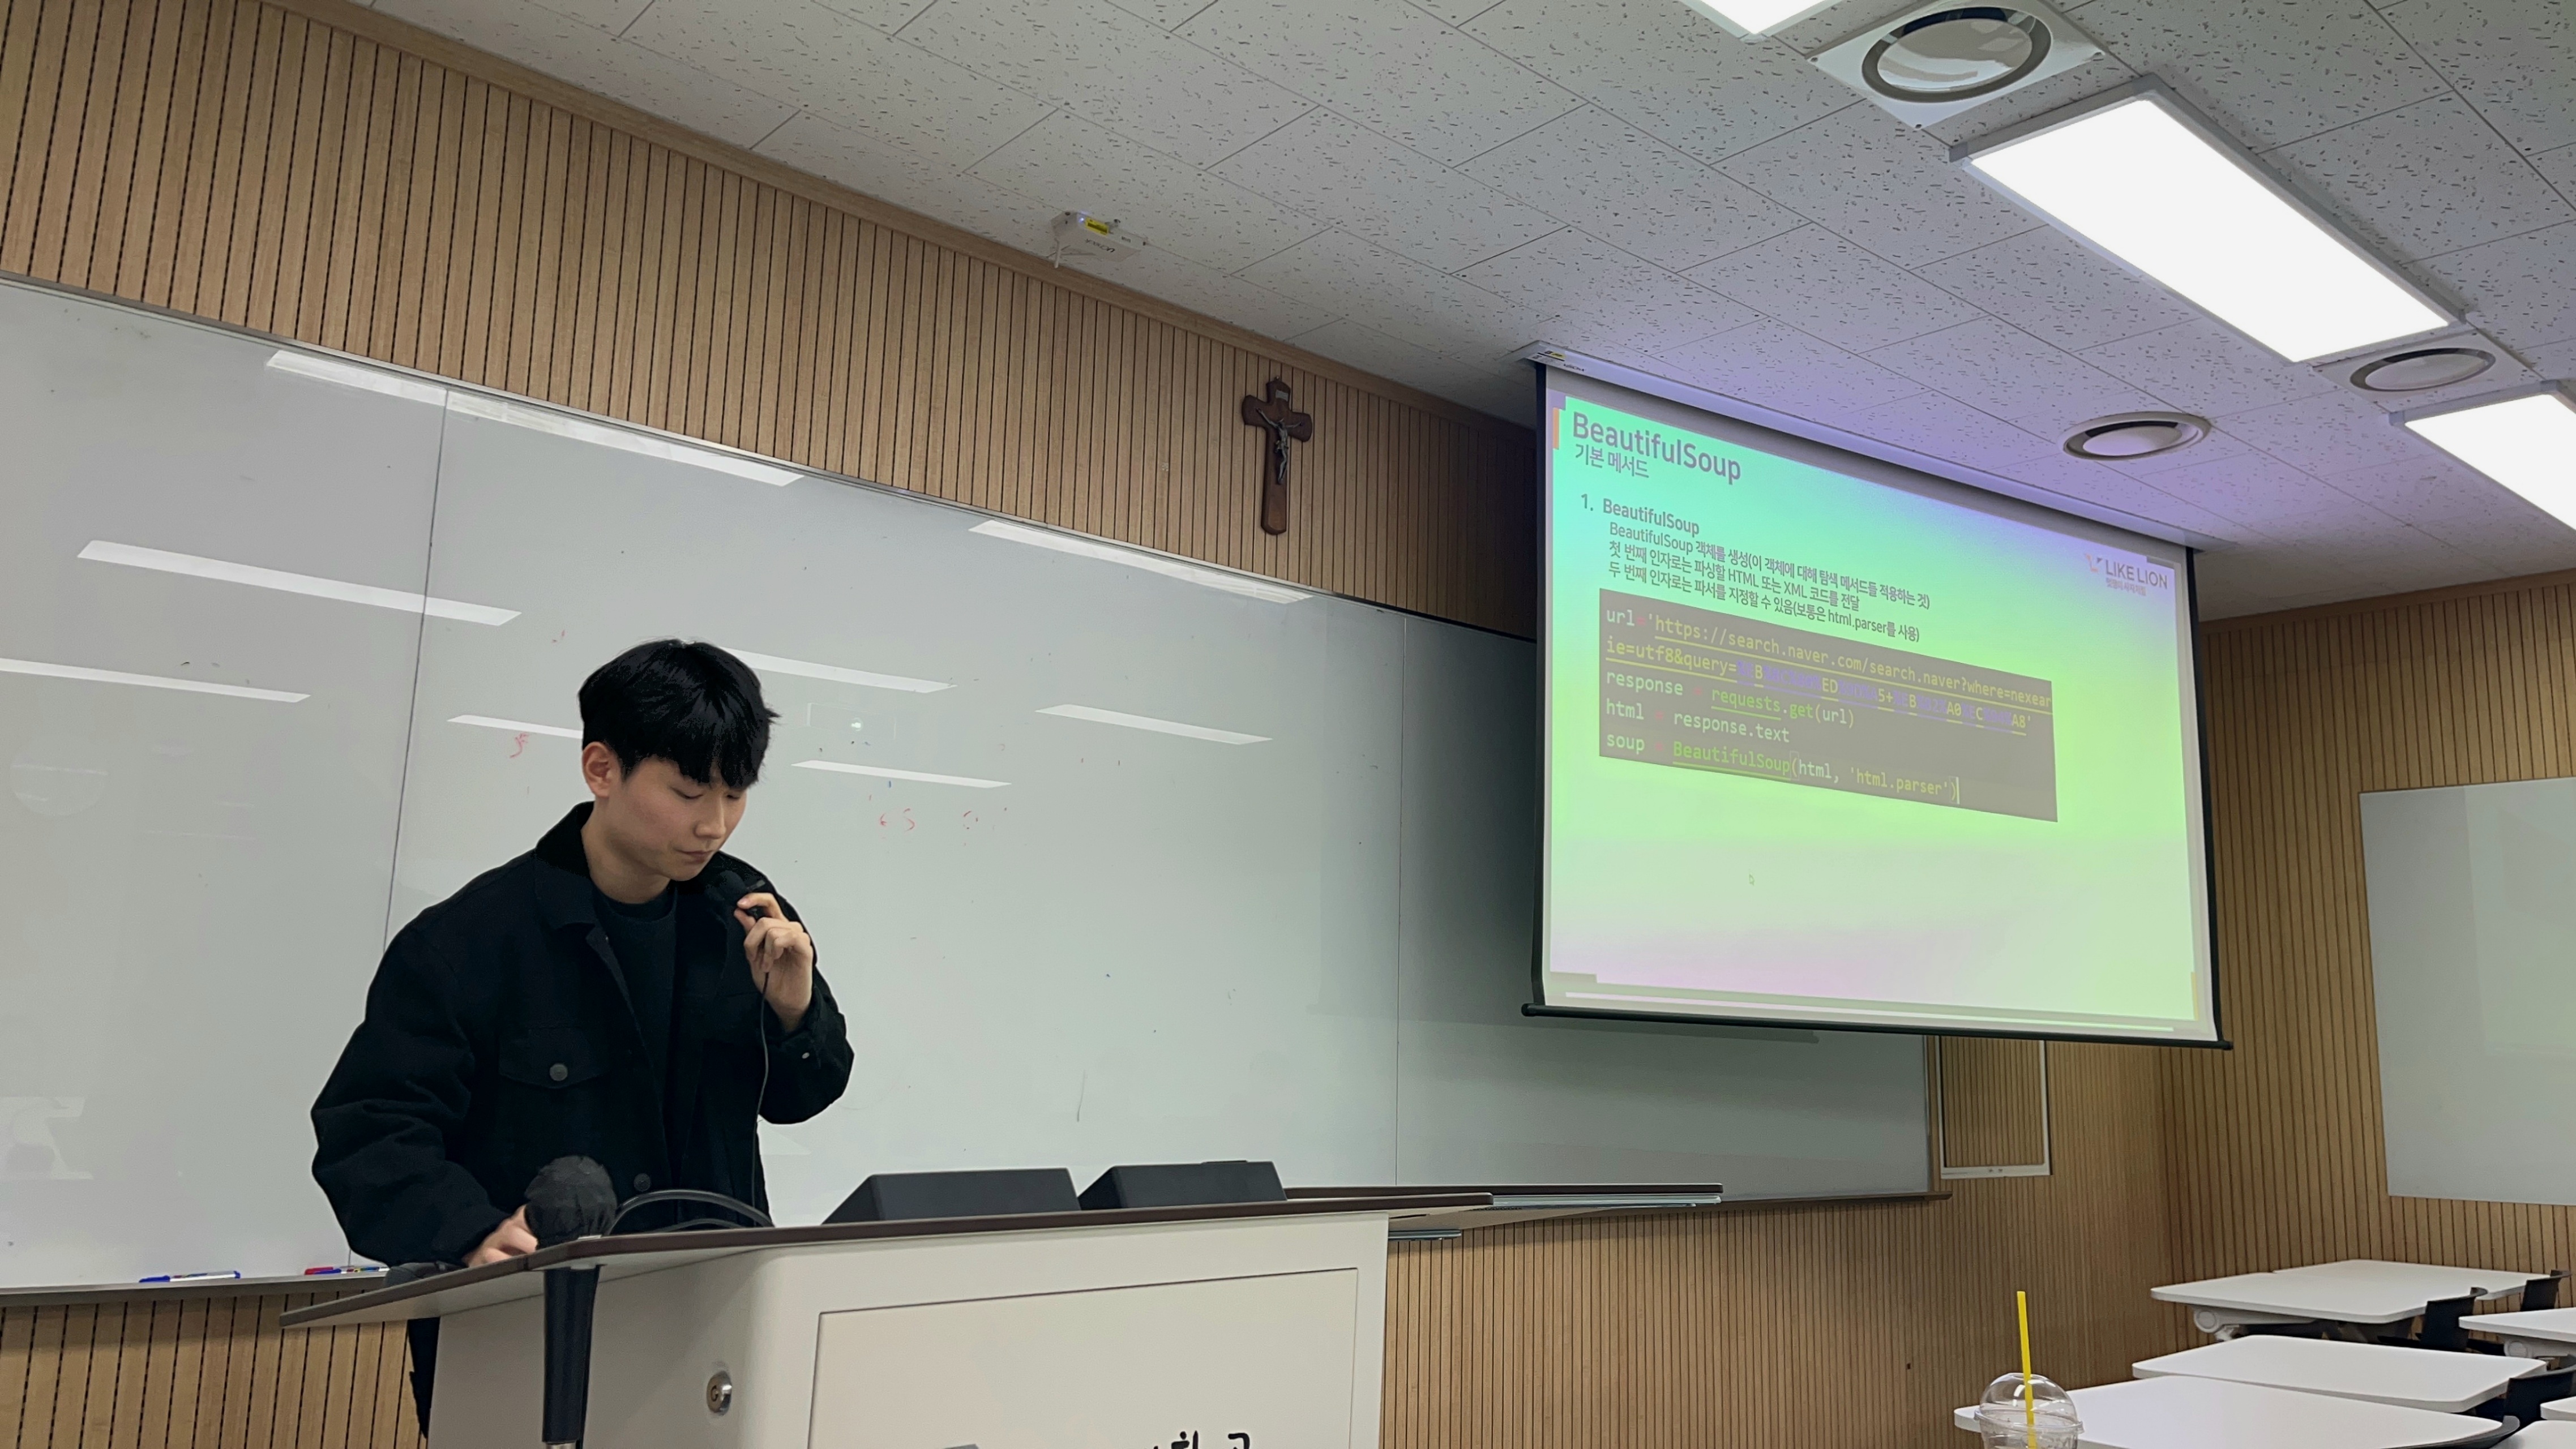 BeautifulSoup
기본 메서드
1. BeautifulSoup
BeautifulSoup 객체를 생성(이 객체에 대해 탐색 메서드들 적용하는 것)
첫 번째 인자로는 파싱할 HTML 또는 XML 코드를 전달
두 번째 인자로는 파서를 지정할 수 있음(보통은 html.parser를 사용)
LIKE LION
url='https://search.naver.com/search.naver?where=nexear
ie=utf8&query=
response = requests.get(url)
html = response.text
soup = BeautifulSoup(html, 'html.parser')